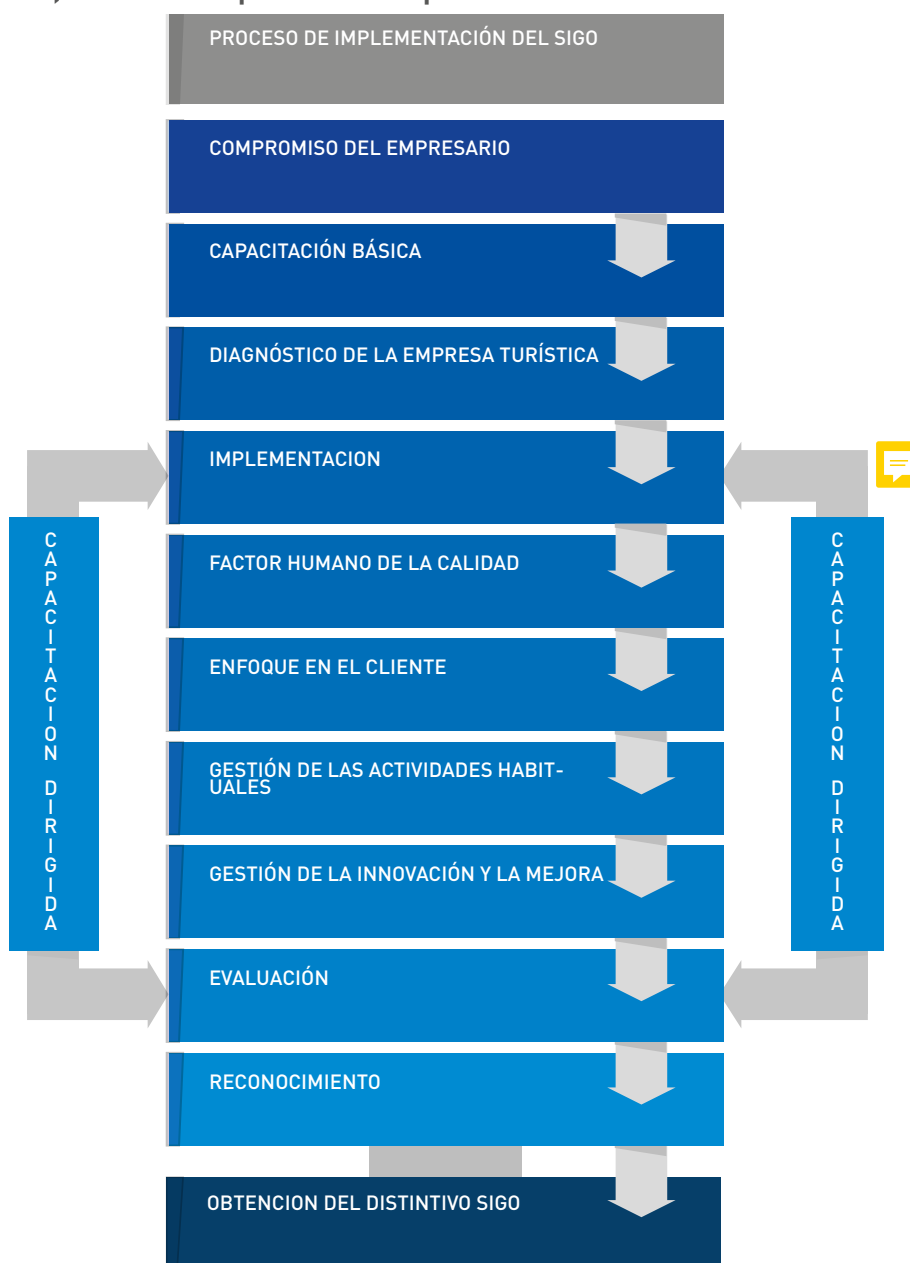 PROCESO DE IMPLEMENTACIÓN DEL SIGO
COMPROMISO DEL EMPRESARIO
CAPACITACIÓN BÁSICA
DIAGNÓSTICO DE LA EMPRESA TURÍSTICA
IMPLEMENTACION
FACTOR HUMANO DE LA CALIDAD
ENFOQUE EN EL CLIENTE
GESTIÓN DE LAS ACTIVIDADES HABIT-
UALES
GESTIÓN DE LA INNOVACIÓN Y LA MEJORA
EVALUACIÓN
RECONOCIMIENTO
OBTENCION DEL DISTINTIVO SIGO
CAPACITACION DIRIGIDA
CAPACITACION DIRIGIDA